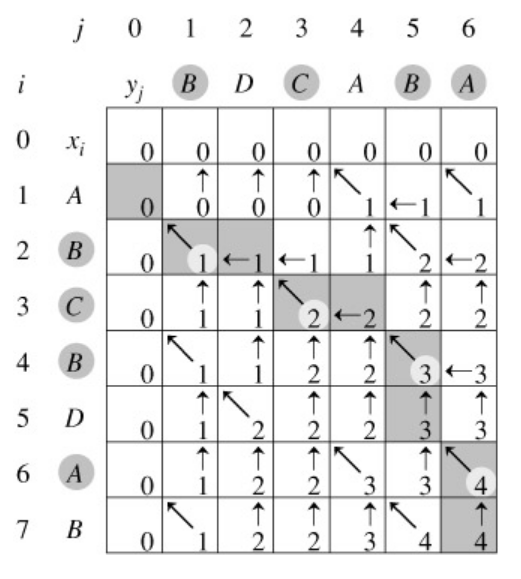 j 0 1 2 3 4 5 6
i y_j B D C A B A
0 x_i 0 0 0 0 0 0 0
1 A 0 ↑0 ↑0 ↑0 ↖1 ←1 ↖1
2 B 0 ↖1 ←1 ←1 ↑1 ↖2 ←2
3 C 0 ↑1 ↑1 ↖2 ←2 ↑2 ↑2
4 B 0 ↖1 ↑1 ↑2 ↑2 ↖3 ←3
5 D 0 ↑1 ↖2 ↑2 ↑2 ↑3 ↑3
6 A 0 ↑1 ↑2 ↑2 ↖3 ↑3 ↖4
7 B 0 ↖1 ↑2 ↑2 ↑3 ↖4 ↑4